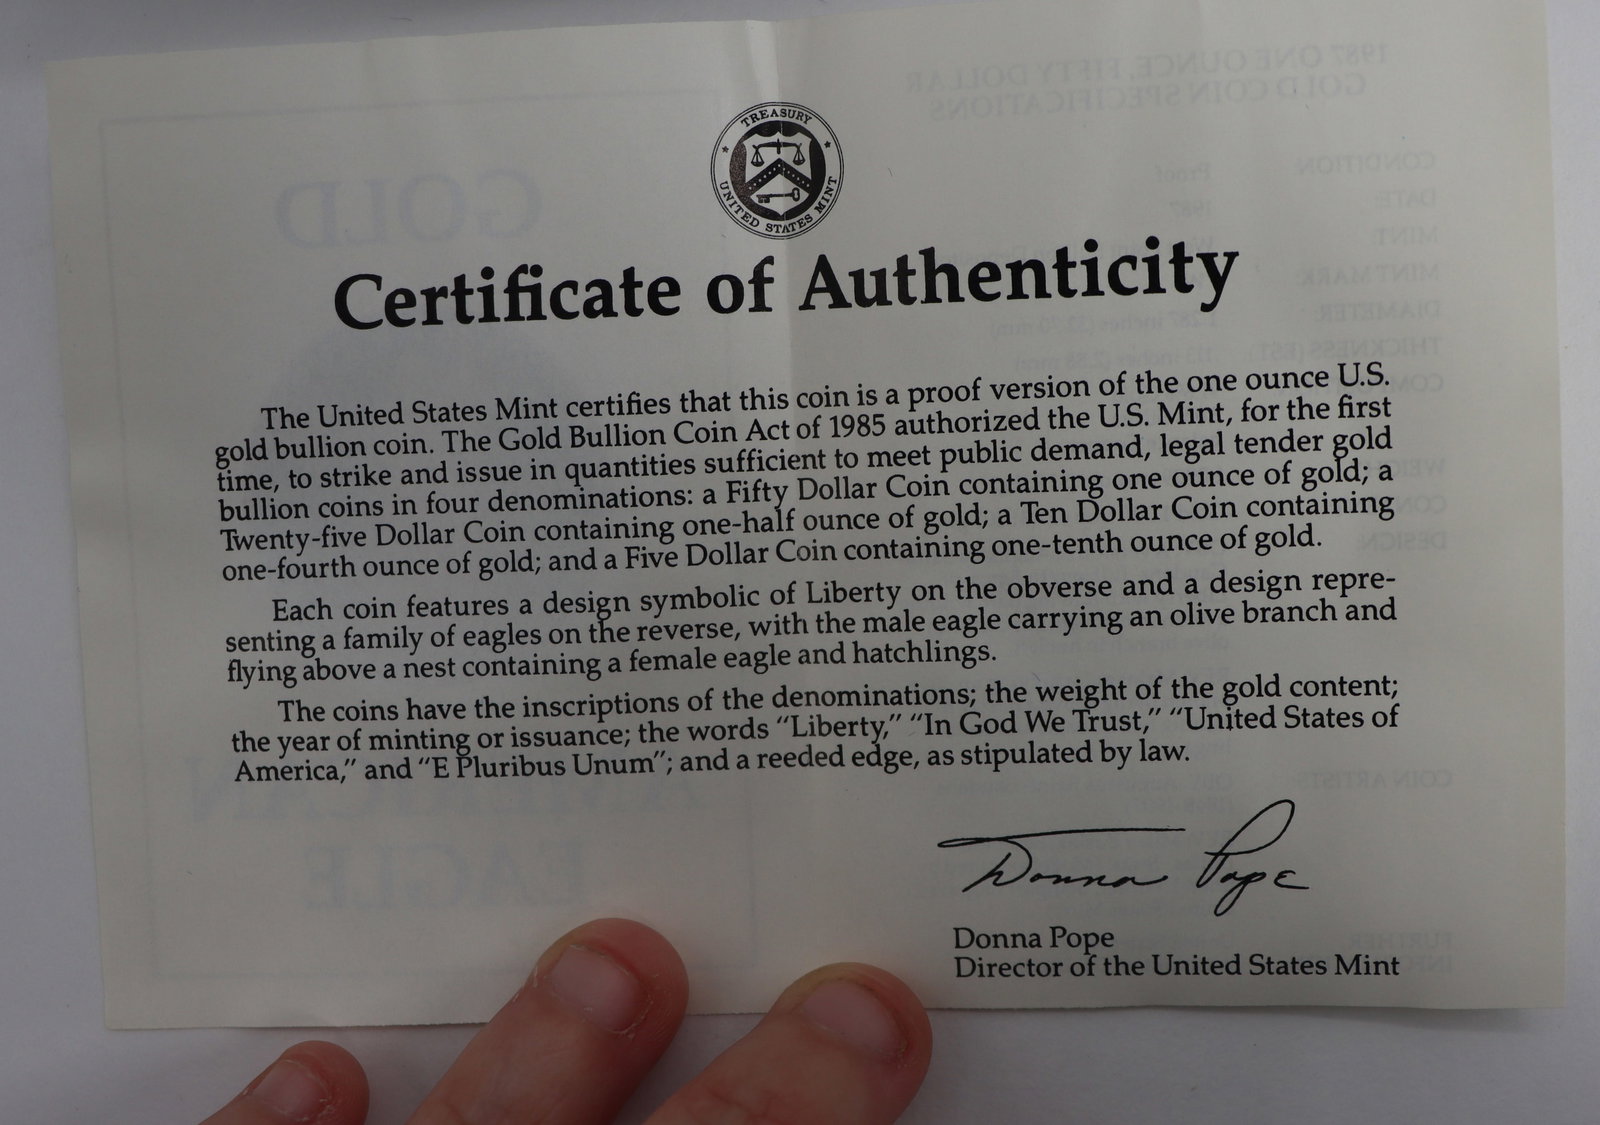 TREASURY
UNITED STATES MINT
Certificate of Authenticity
The United States Mint certifies that this coin is a proof version of the one ounce U.S.
gold bullion coin. The Gold Bullion Coin Act of 1985 authorized the U.S. Mint, for the first
time, to strike and issue in quantities sufficient to meet public demand, legal tender gold
bullion coins in four denominations: a Fifty Dollar Coin containing one ounce of gold; a
Twenty-five Dollar Coin containing one-half ounce of gold; a Ten Dollar Coin containing
one-fourth ounce of gold; and a Five Dollar Coin containing one-tenth ounce of gold.
Each coin features a design symbolic of Liberty on the obverse and a design repre-
senting a family of eagles on the reverse, with the male eagle carrying an olive branch and
flying above a nest containing a female eagle and hatchlings.
The coins have the inscriptions of the denominations; the weight of the gold content;
the year of minting or issuance; the words “Liberty,” “In God We Trust,” “United States of
America,” and “E Pluribus Unum”; and a reeded edge, as stipulated by law.
Donna Pope
Donna Pope
Director of the United States Mint